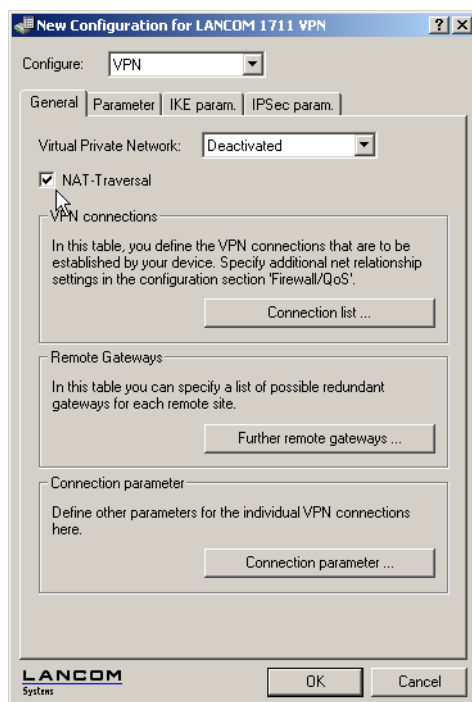 New Configuration for LANCOM 1711 VPN
Configure: VPN
General Parameter IKE param. IPSec param.
Virtual Private Network: Deactivated
NAT-Traversal
VPN connections
In this table, you define the VPN connections that are to be
established by your device. Specify additional net relationship
settings in the configuration section 'Firewall/QoS'.
Connection list ...
Remote Gateways
In this table you can specify a list of possible redundant
gateways for each remote site.
Further remote gateways ...
Connection parameter
Define other parameters for the individual VPN connections
here.
Connection parameter ...
LANCOM
Systems
OK Cancel